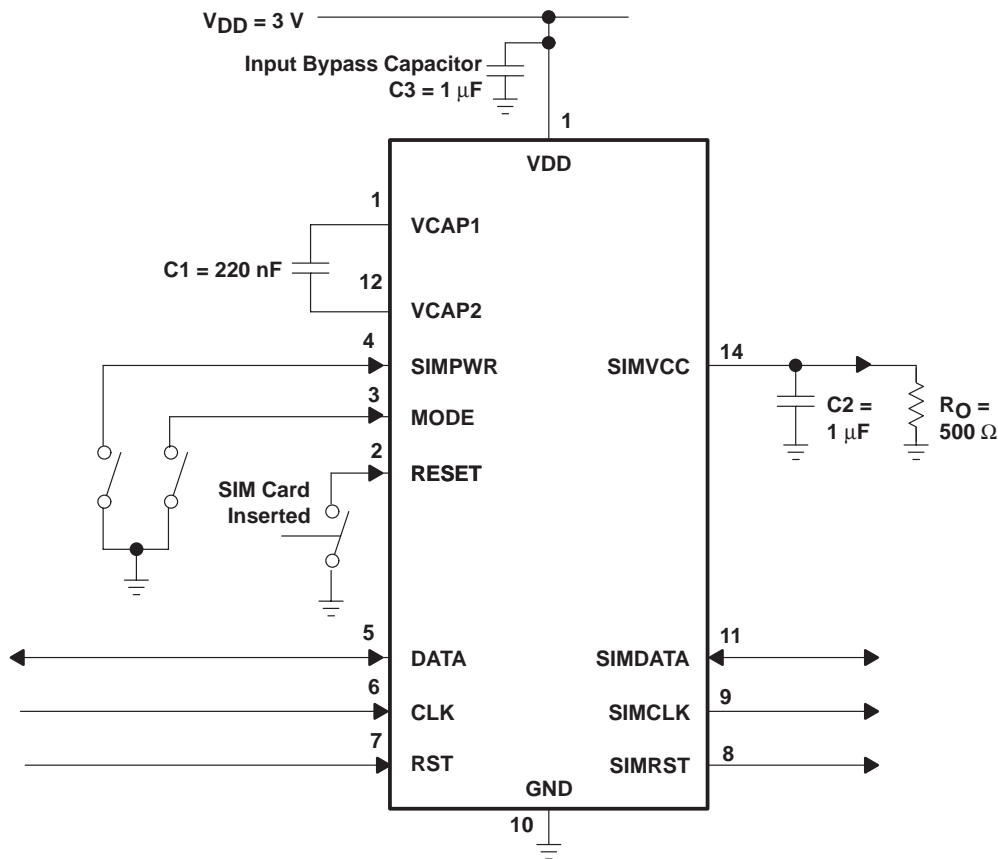 VDD = 3 V
Input Bypass Capacitor
C3 = 1 μF
1
VDD
1
VCAP1
C1 = 220 nF
12
VCAP2
4
SIMPWR
SIMVCC
14
3
MODE
C2 =
1 μF
RO =
500 Ω
2
RESET
SIM Card
Inserted
5
DATA
SIMDATA
11
6
CLK
SIMCLK
9
7
RST
SIMRST
8
GND
10